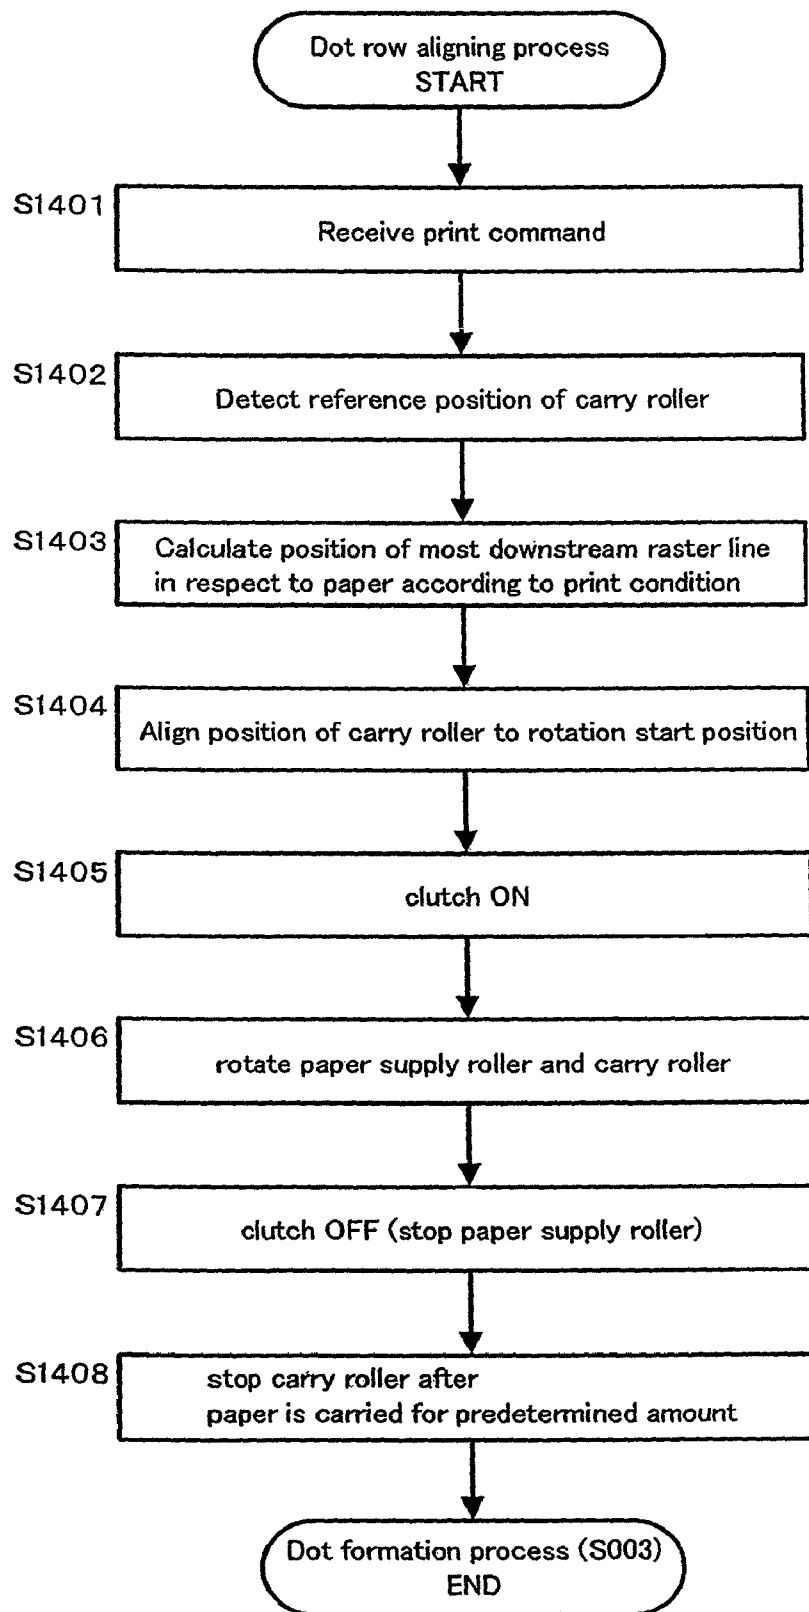 Dot row aligning process
START
S1401
Receive print command
S1402
Detect reference position of carry roller
S1403
Calculate position of most downstream raster line
in respect to paper according to print condition
S1404
Align position of carry roller to rotation start position
S1405
clutch ON
S1406
rotate paper supply roller and carry roller
S1407
clutch OFF (stop paper supply roller)
S1408
stop carry roller after
paper is carried for predetermined amount
Dot formation process (S003)
END